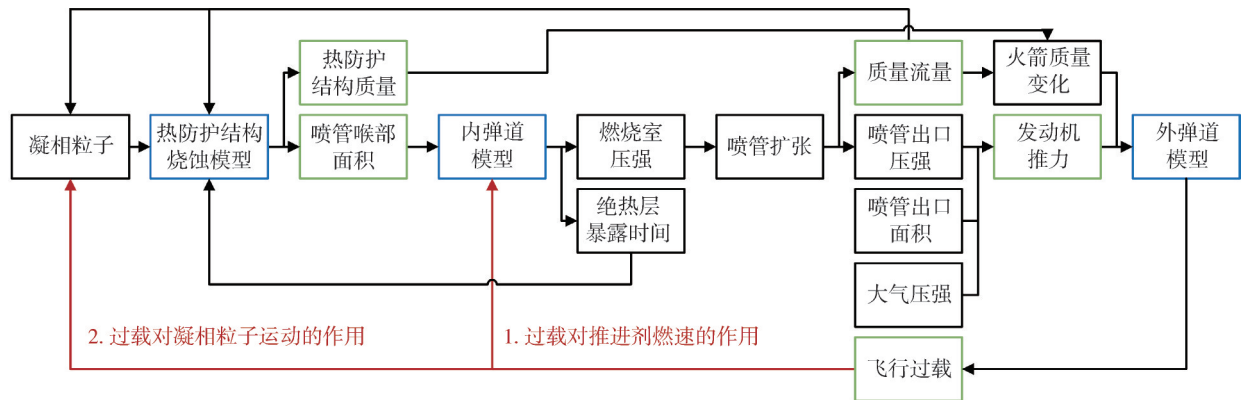 热防护
结构质量
质量流量
火箭质量
变化
凝相粒子
热防护结构
烧蚀模型
喷管喉部
面积
内弹道
模型
燃烧室
压强
喷管扩张
喷管出口
压强
发动机
推力
外弹道
模型
绝热层
暴露时间
喷管出口
面积
大气压强
2. 过载对凝相粒子运动的作用
1. 过载对推进剂燃速的作用
飞行过载